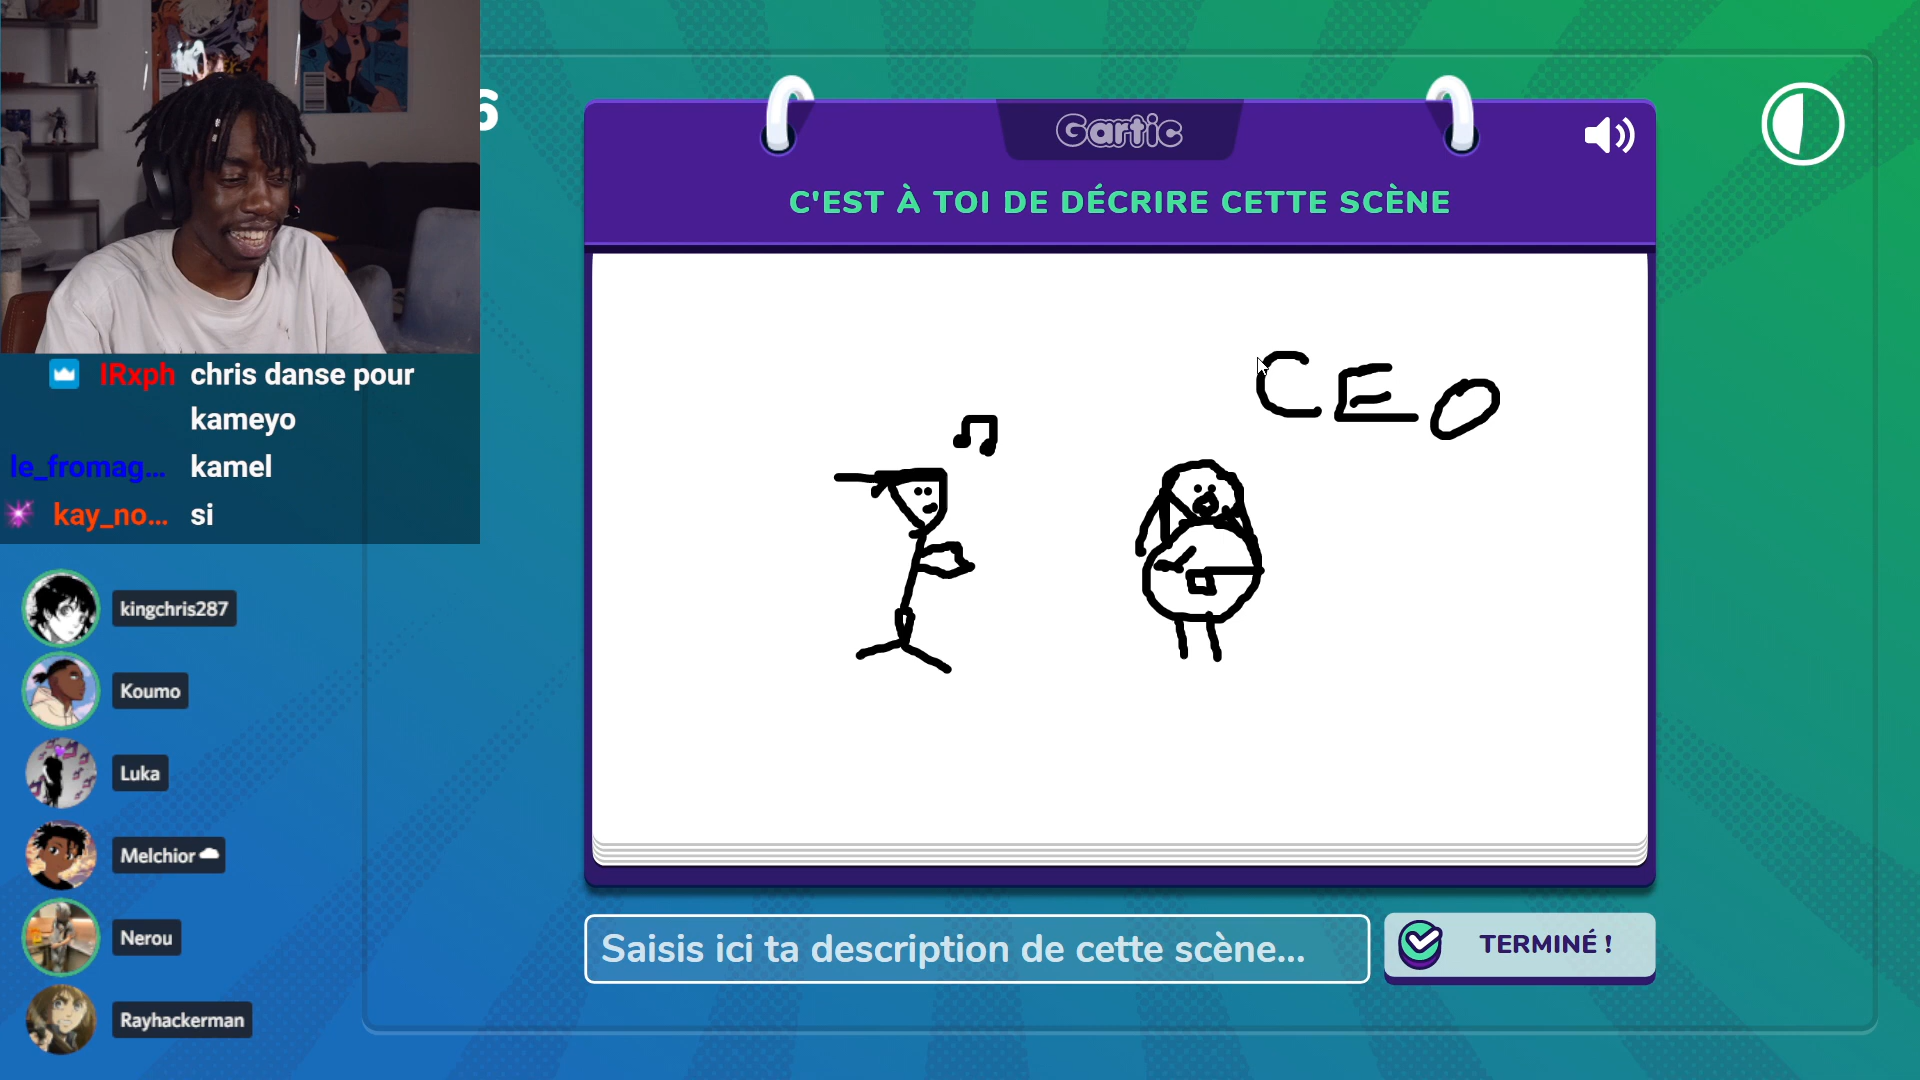 6
Gartic
C'EST À TOI DE DÉCRIRE CETTE SCÈNE
CEO
lRxph chris danse pour
kameyo
le_fromag... kamel
kay_no... si
kingchris287
Koumo
Luka
Melchior
Nerou
Rayhackerman
Saisis ici ta description de cette scène...
TERMINÉ !